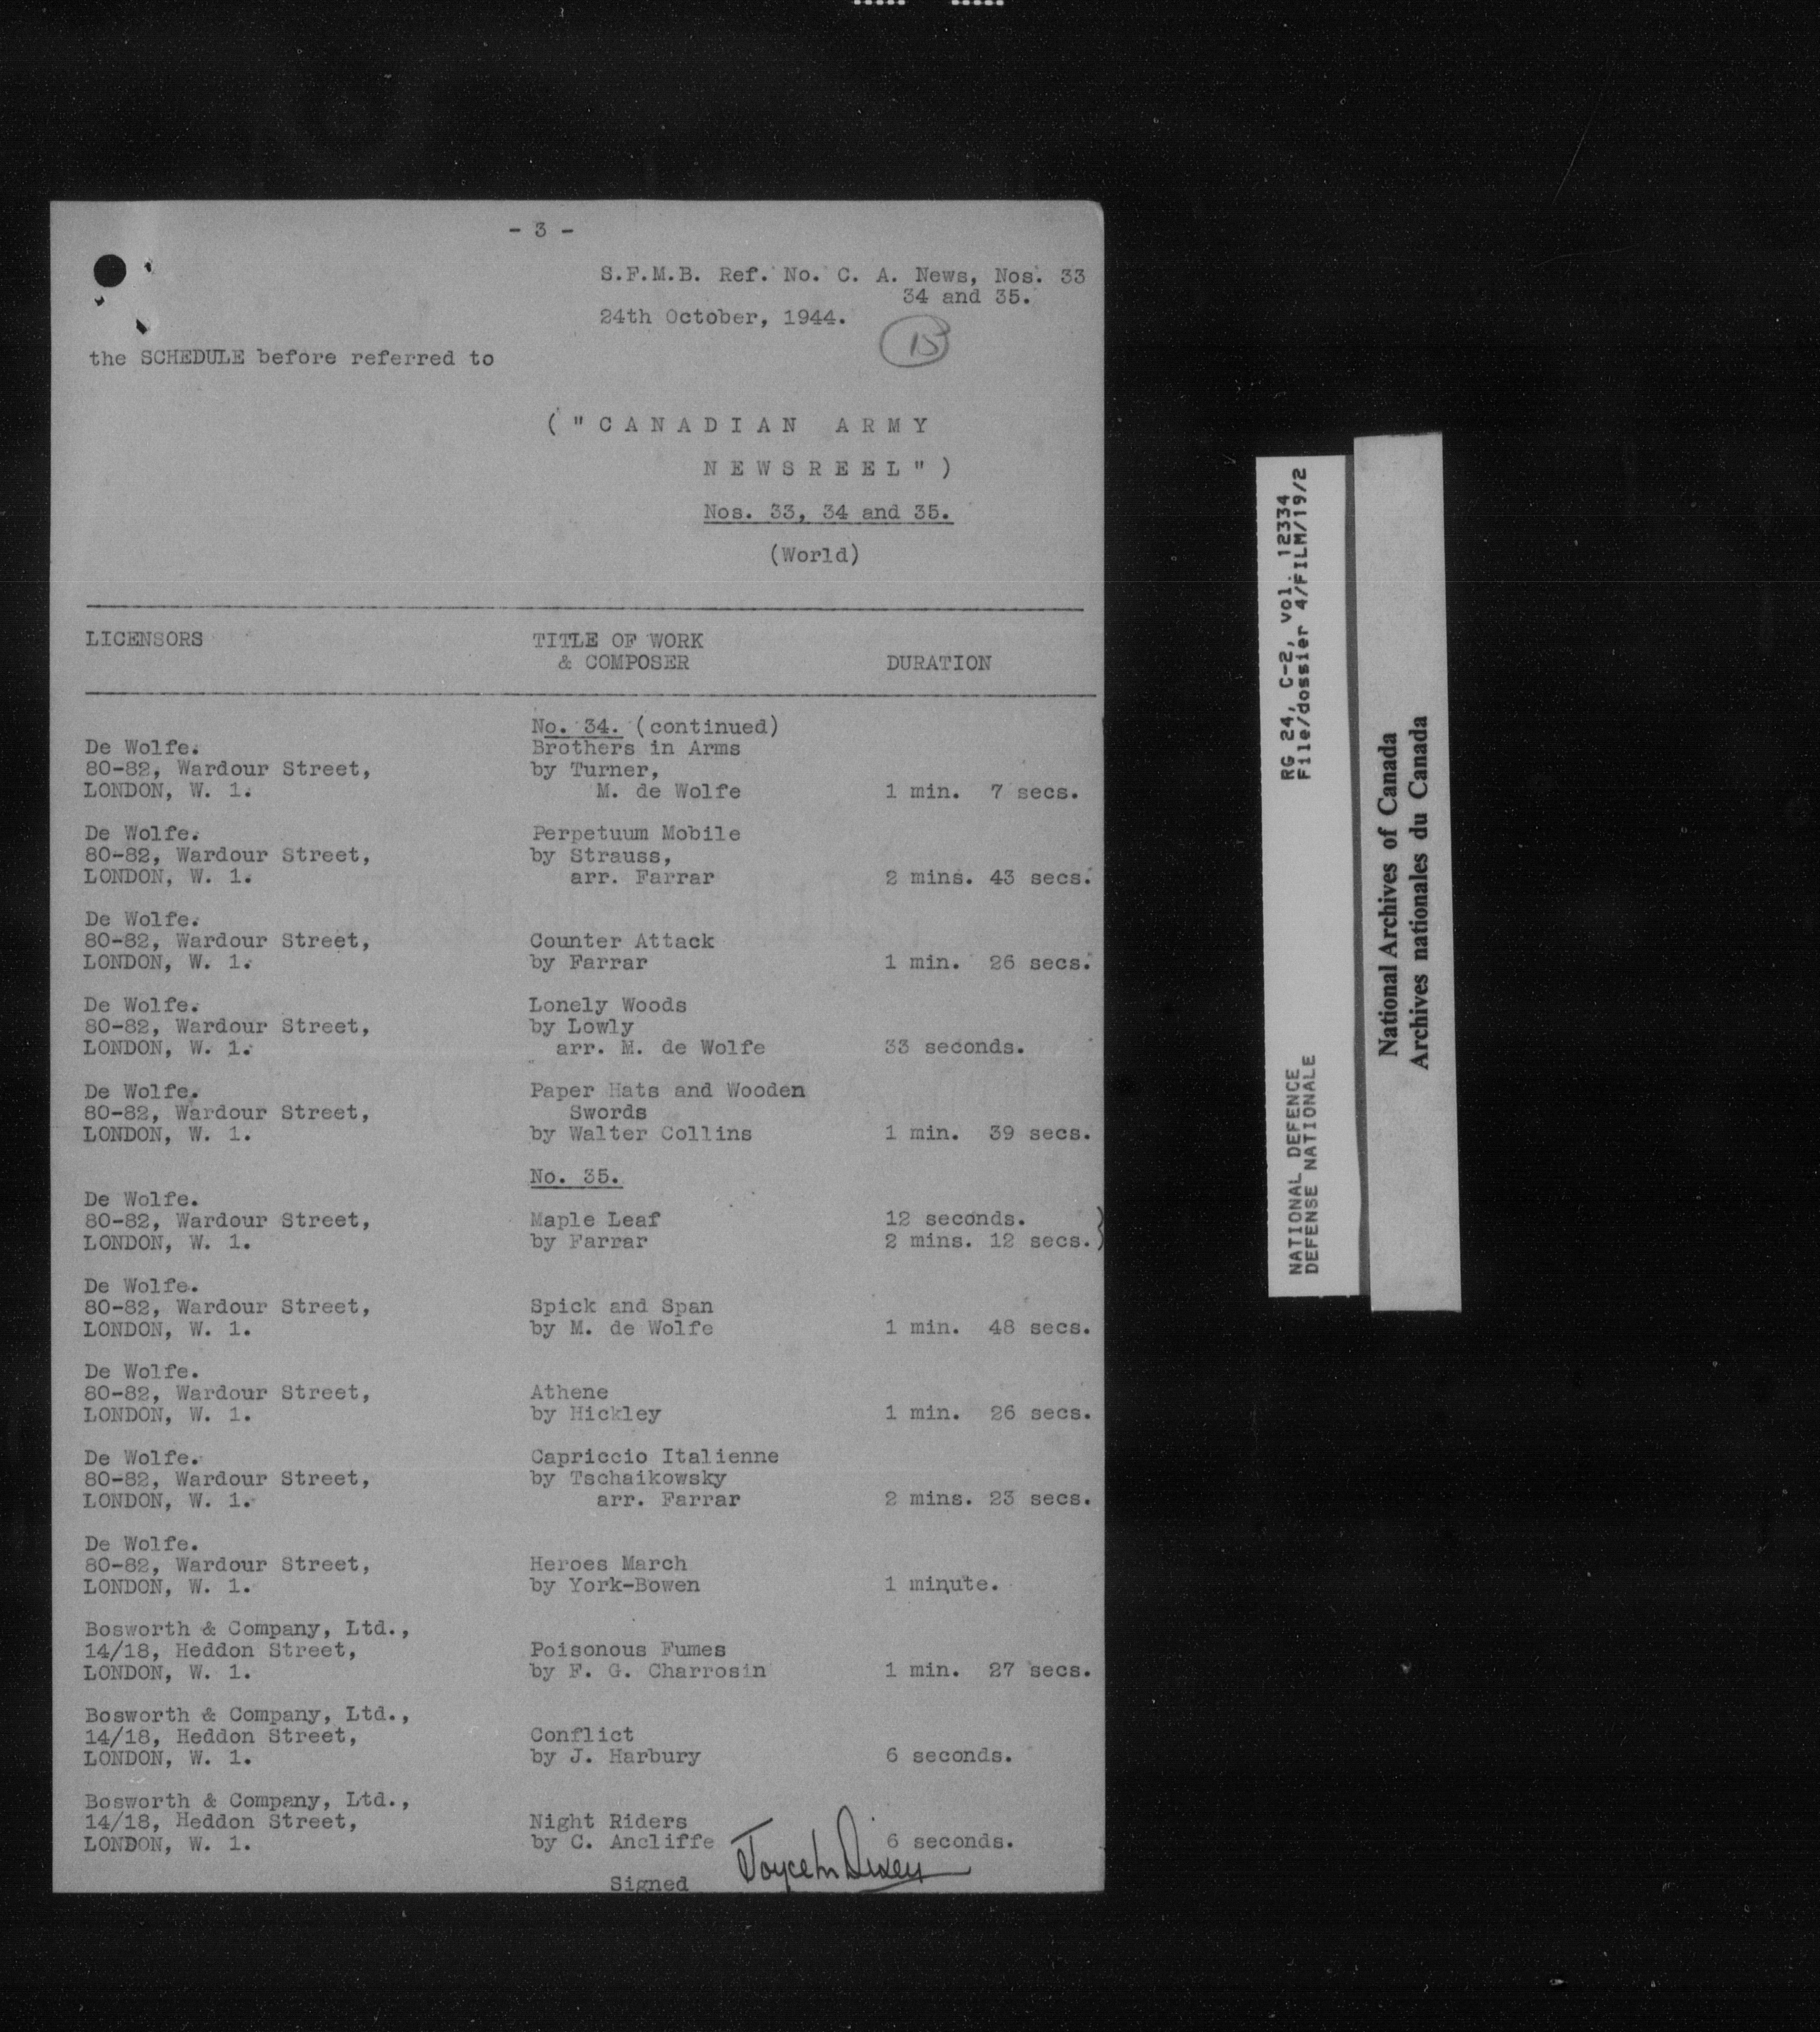 - 3 -
S.F.M.B. Ref. No. C. A. News, Nos. 33
34 and 35.
24th October, 1944.
15
the SCHEDULE before referred to
("CANADIAN ARMY
NEWSREEL")
Nos. 33, 34 and 35.
(World)
LICENSORS TITLE OF WORK
& COMPOSER DURATION
No. 34. (continued)
De Wolfe. Brothers in Arms
80-82, Wardour Street, by Turner,
LONDON, W. 1. M. de Wolfe 1 min. 7 secs.
De Wolfe. Perpetuum Mobile
80-82, Wardour Street, by Strauss,
LONDON, W. 1. arr. Farrar 2 mins. 43 secs.
De Wolfe.
80-82, Wardour Street, Counter Attack
LONDON, W. 1. by Farrar 1 min. 26 secs.
De Wolfe. Lonely Woods
80-82, Wardour Street, by Lowly
LONDON, W. 1. arr. M. de Wolfe 33 seconds.
De Wolfe. Paper Hats and Wooden
80-82, Wardour Street, Swords
LONDON, W. 1. by Walter Collins 1 min. 39 secs.
No. 35.
De Wolfe.
80-82, Wardour Street, Maple Leaf 12 seconds.
LONDON, W. 1. by Farrar 2 mins. 12 secs.)
De Wolfe.
80-82, Wardour Street, Spick and Span
LONDON, W. 1. by M. de Wolfe 1 min. 48 secs.
De Wolfe.
80-82, Wardour Street, Athene
LONDON, W. 1. by Hickley 1 min. 26 secs.
De Wolfe. Capriccio Italienne
80-82, Wardour Street, by Tschaikowsky
LONDON, W. 1. arr. Farrar 2 mins. 23 secs.
De Wolfe.
80-82, Wardour Street, Heroes March
LONDON, W. 1. by York-Bowen 1 minute.
Bosworth & Company, Ltd.,
14/18, Heddon Street, Poisonous Fumes
LONDON, W. 1. by F. G. Charrosin 1 min. 27 secs.
Bosworth & Company, Ltd.,
14/18, Heddon Street, Conflict
LONDON, W. 1. by J. Harbury 6 seconds.
Bosworth & Company, Ltd.,
14/18, Heddon Street, Night Riders
LONDON, W. 1. by C. Ancliffe 6 seconds.
Signed Joyce Dixey
NATIONAL DEFENCE RG 24, C-2, vol. 12334
DEFENSE NATIONALE File/dossier 4/FILM/19/2
National Archives of Canada
Archives nationales du Canada